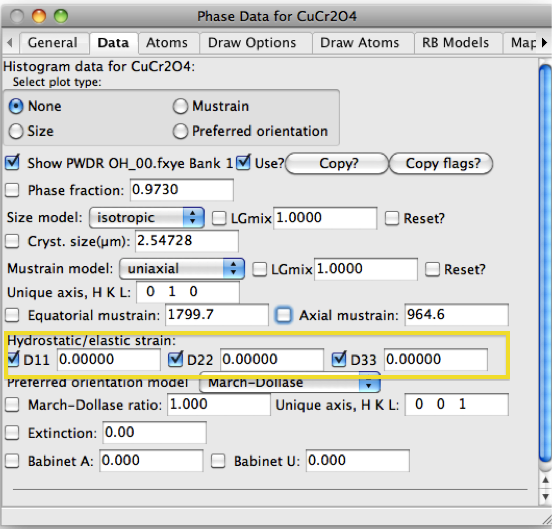 Phase Data for CuCr2O4
General Data Atoms Draw Options Draw Atoms RB Models Map
Histogram data for CuCr2O4:
Select plot type:
None Mustrain
Size Preferred orientation
Show PWDR OH_00.fxye Bank 1 Use? Copy? Copy flags?
Phase fraction: 0.9730
Size model: isotropic LGmix 1.0000 Reset?
Cryst. size(μm): 2.54728
Mustrain model: uniaxial LGmix 1.0000 Reset?
Unique axis, H K L: 0 1 0
Equatorial mustrain: 1799.7 Axial mustrain: 964.6
Hydrostatic/elastic strain:
D11 0.00000 D22 0.00000 D33 0.00000
Preferred orientation model March-Dollase
March-Dollase ratio: 1.000 Unique axis, H K L: 0 0 1
Extinction: 0.00
Babinet A: 0.000 Babinet U: 0.000